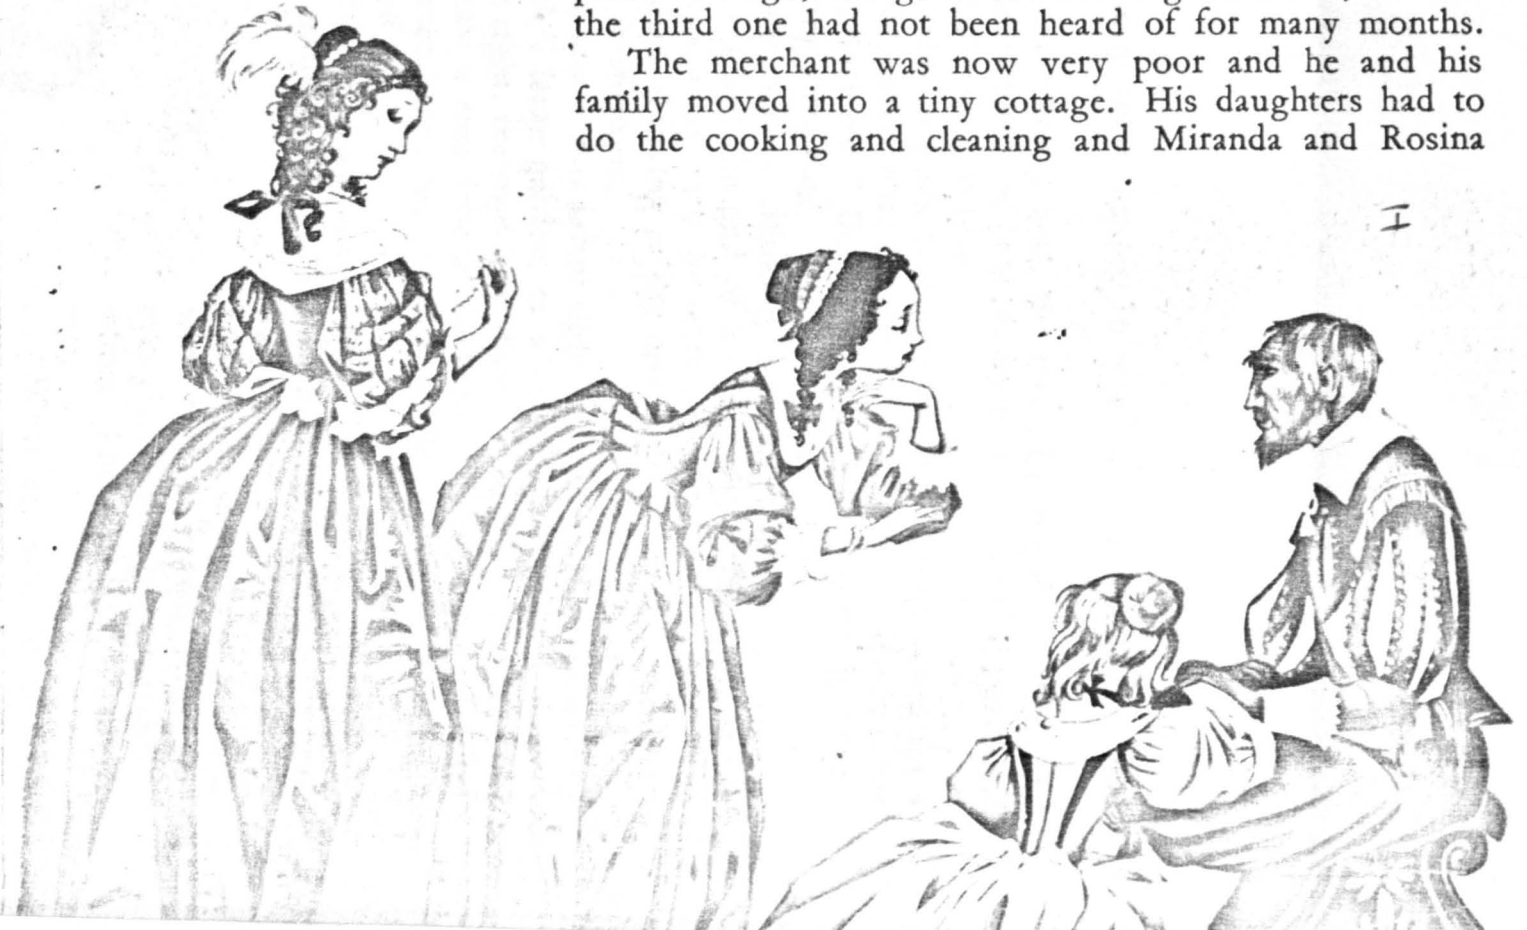 the third one had not been heard of for many months.
The merchant was now very poor and he and his
family moved into a tiny cottage. His daughters had to
do the cooking and cleaning and Miranda and Rosina
I